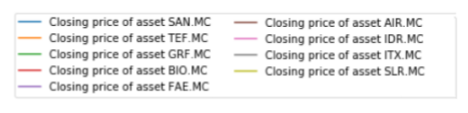 Closing price of asset SAN.MC
Closing price of asset TEF.MC
Closing price of asset GRF.MC
Closing price of asset BIO.MC
Closing price of asset FAE.MC
Closing price of asset AIR.MC
Closing price of asset IDR.MC
Closing price of asset ITX.MC
Closing price of asset SLR.MC